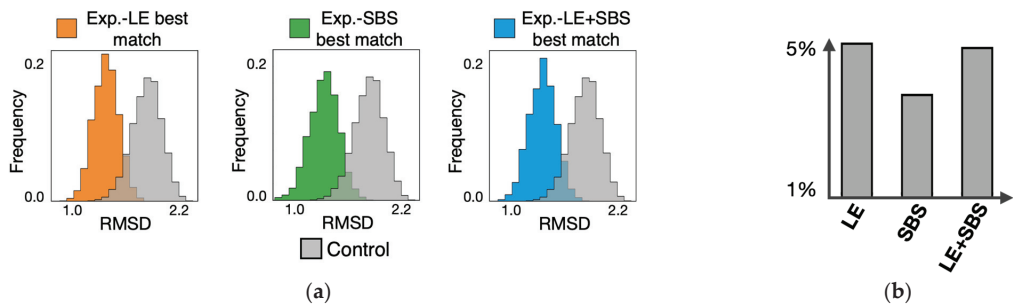 Exp.-LE best
match
Exp.-SBS
best match
Exp.-LE+SBS
best match
Frequency
0.2
0.0
1.0
2.2
RMSD
Frequency
0.2
0.0
1.0
2.2
RMSD
Frequency
0.2
0.0
1.0
2.2
RMSD
Control
(a)
5%
1%
LE
SBS
LE+SBS
(b)